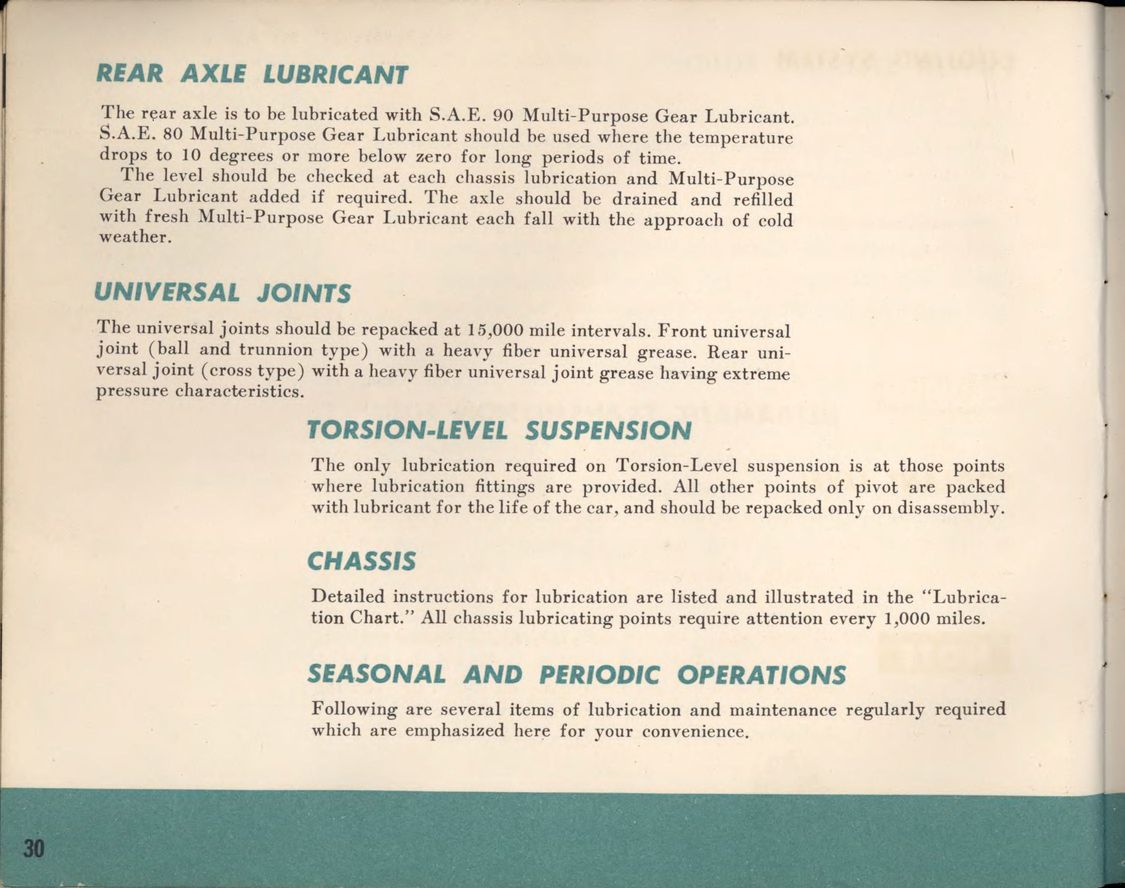 REAR AXLE LUBRICANT
The rear axle is to be lubricated with S.A.E. 90 Multi-Purpose Gear Lubricant.
S.A.E. 80 Multi-Purpose Gear Lubricant should be used where the temperature
drops to 10 degrees or more below zero for long periods of time.
The level should be checked at each chassis lubrication and Multi-Purpose
Gear Lubricant added if required. The axle should be drained and refilled
with fresh Multi-Purpose Gear Lubricant each fall with the approach of cold
weather.
UNIVERSAL JOINTS
The universal joints should be repacked at 15,000 mile intervals. Front universal
joint (ball and trunnion type) with a heavy fiber universal grease. Rear uni-
versal joint (cross type) with a heavy fiber universal joint grease having extreme
pressure characteristics.
TORSION-LEVEL SUSPENSION
The only lubrication required on Torsion-Level suspension is at those points
where lubrication fittings are provided. All other points of pivot are packed
with lubricant for the life of the car, and should be repacked only on disassembly.
CHASSIS
Detailed instructions for lubrication are listed and illustrated in the "Lubrica-
tion Chart." All chassis lubricating points require attention every 1,000 miles.
SEASONAL AND PERIODIC OPERATIONS
Following are several items of lubrication and maintenance regularly required
which are emphasized here for your convenience.
30